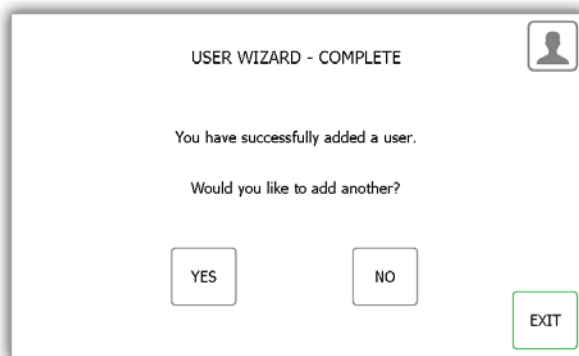 USER WIZARD - COMPLETE
You have successfully added a user.
Would you like to add another?
YES
NO
EXIT